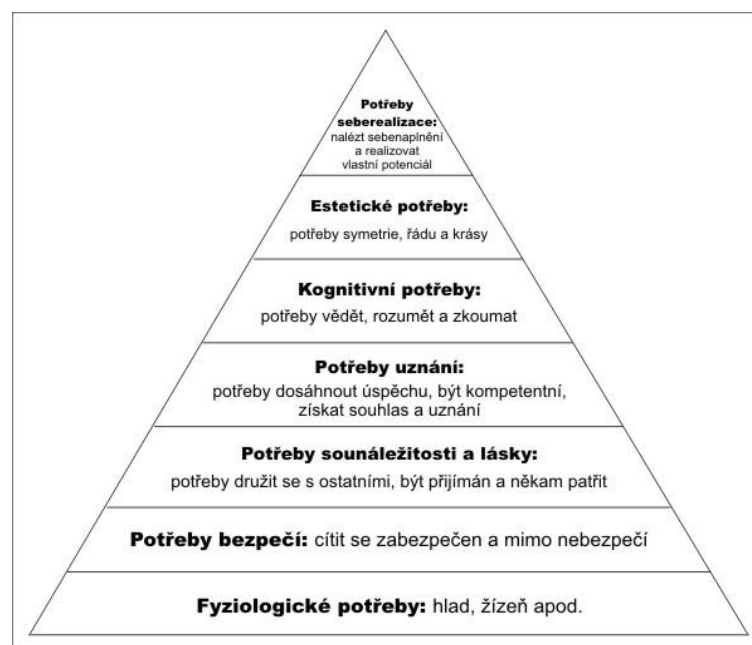 Potřeby
seberealizace:
nalézt sebenaplnění
a realizovat
vlastní potenciál
Estetické potřeby:
potřeby symetrie, řádu a krásy
Kognitivní potřeby:
potřeby vědět, rozumět a zkoumat
Potřeby uznání:
potřeby dosáhnout úspěchu, být kompetentní,
získat souhlas a uznání
Potřeby sounáležitosti a lásky:
potřeby družit se s ostatními, být přijímán a někam patřit
Potřeby bezpečí: cítit se zabezpečen a mimo nebezpečí
Fyziologické potřeby: hlad, žízeň apod.